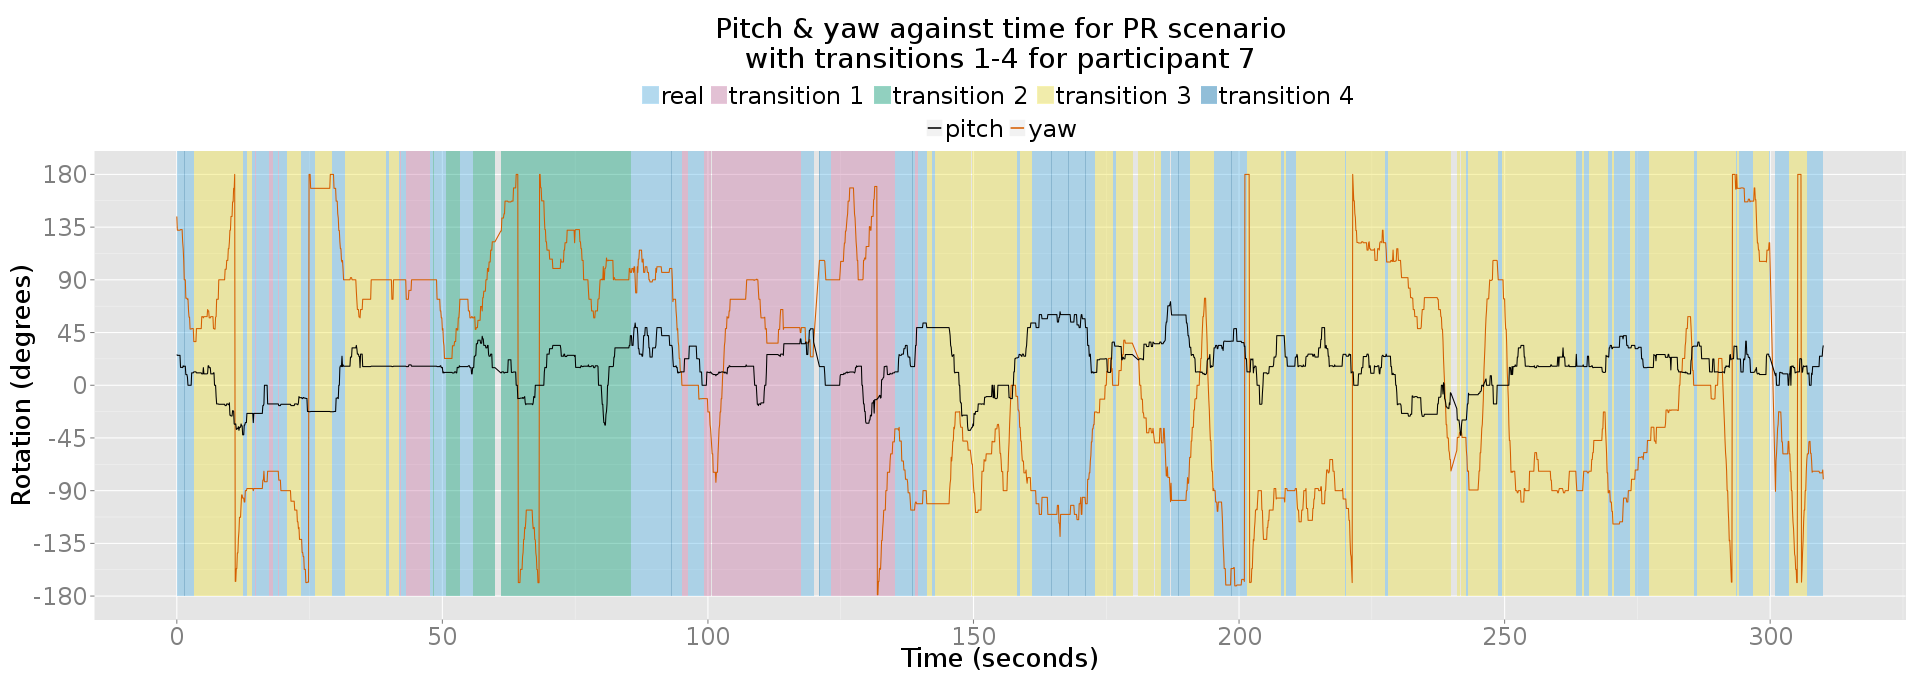 Pitch & yaw against time for PR scenario
with transitions 1-4 for participant 7
real transition 1 transition 2 transition 3 transition 4
pitch yaw
Rotation (degrees)
180
135
90
45
0
-45
-90
-135
-180
0 50 100 150 200 250 300
Time (seconds)